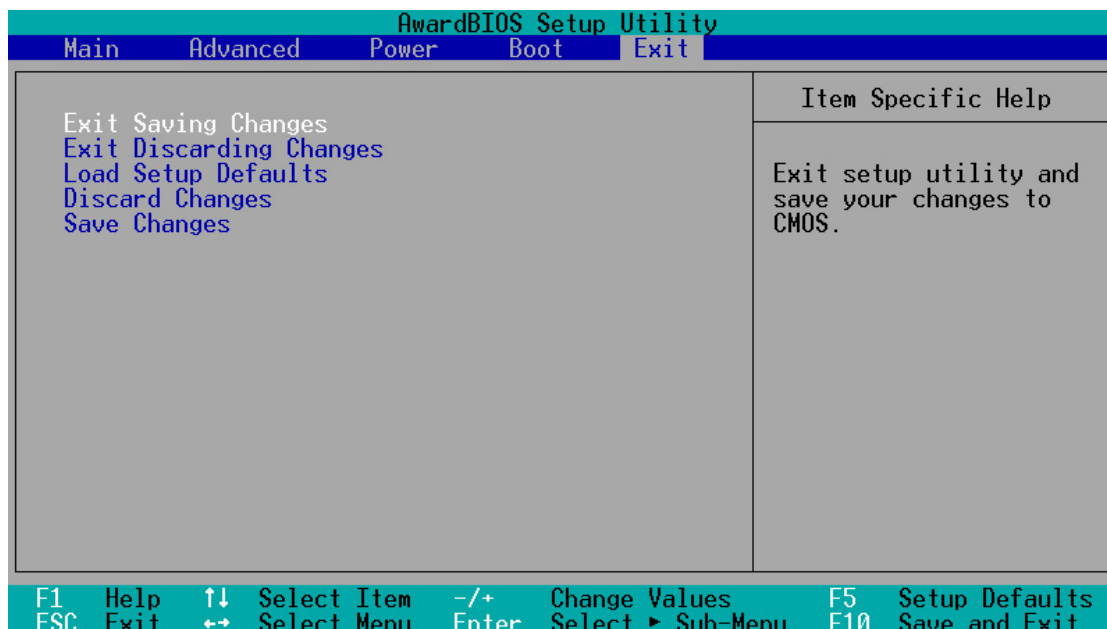 AwardBIOS Setup Utility
Main Advanced Power Boot Exit
Item Specific Help
Exit Saving Changes
Exit Discarding Changes
Load Setup Defaults
Discard Changes
Save Changes
Exit setup utility and
save your changes to
CMOS.
F1 Help ↑↓ Select Item -/+ Change Values F5 Setup Defaults
ESC Exit ←→ Select Menu Enter Select ► Sub-Menu F10 Save and Exit